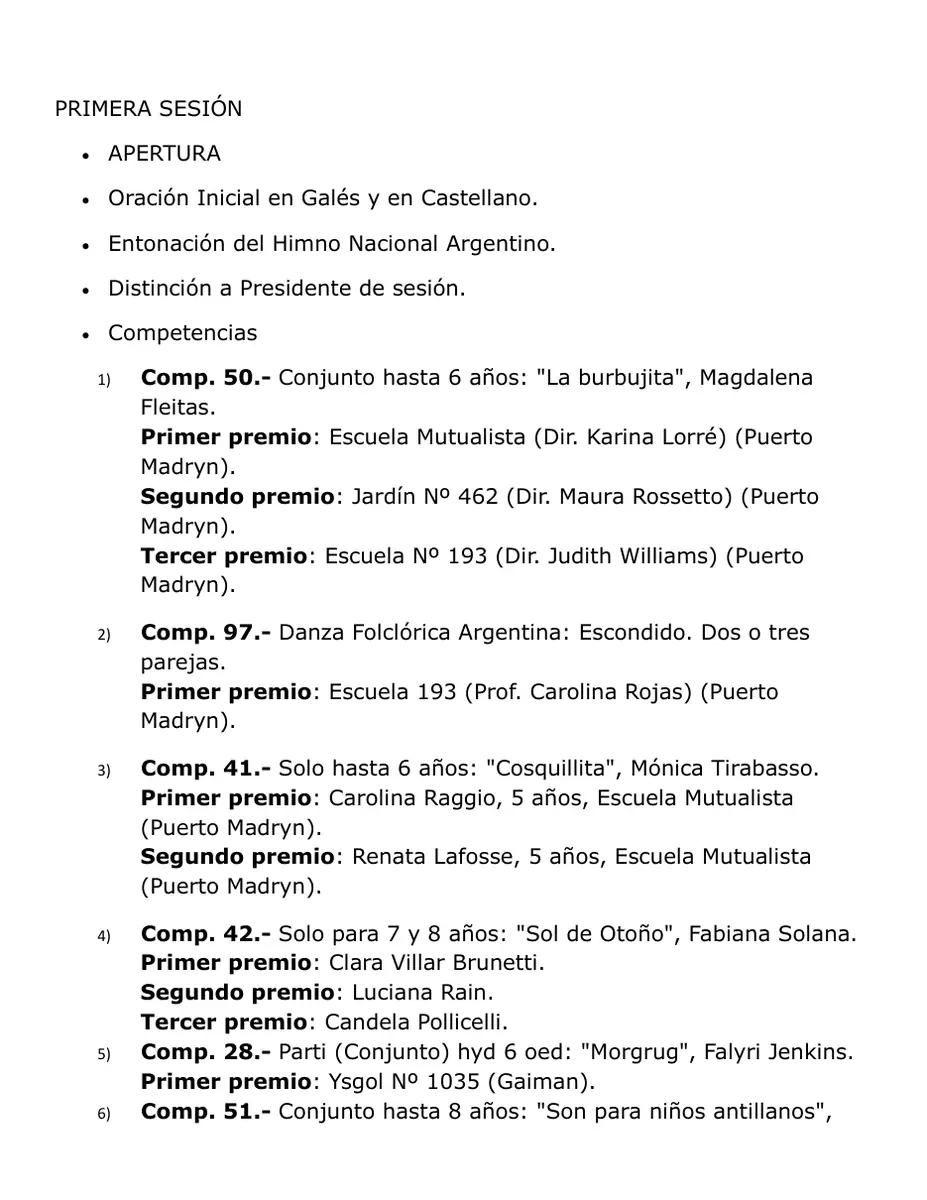 PRIMERA SESIÓN
• APERTURA
• Oración Inicial en Galés y en Castellano.
• Entonación del Himno Nacional Argentino.
• Distinción a Presidente de sesión.
• Competencias
1) Comp. 50.- Conjunto hasta 6 años: "La burbujita", Magdalena
Fleitas.
Primer premio: Escuela Mutualista (Dir. Karina Lorré) (Puerto
Madryn).
Segundo premio: Jardín Nº 462 (Dir. Maura Rossetto) (Puerto
Madryn).
Tercer premio: Escuela Nº 193 (Dir. Judith Williams) (Puerto
Madryn).
2) Comp. 97.- Danza Folclórica Argentina: Escondido. Dos o tres
parejas.
Primer premio: Escuela 193 (Prof. Carolina Rojas) (Puerto
Madryn).
3) Comp. 41.- Solo hasta 6 años: "Cosquillita", Mónica Tirabasso.
Primer premio: Carolina Raggio, 5 años, Escuela Mutualista
(Puerto Madryn).
Segundo premio: Renata Lafosse, 5 años, Escuela Mutualista
(Puerto Madryn).
4) Comp. 42.- Solo para 7 y 8 años: "Sol de Otoño", Fabiana Solana.
Primer premio: Clara Villar Brunetti.
Segundo premio: Luciana Rain.
Tercer premio: Candela Pollicelli.
5) Comp. 28.- Parti (Conjunto) hyd 6 oed: "Morgrug", Falyri Jenkins.
Primer premio: Ysgol Nº 1035 (Gaiman).
6) Comp. 51.- Conjunto hasta 8 años: "Son para niños antillanos",